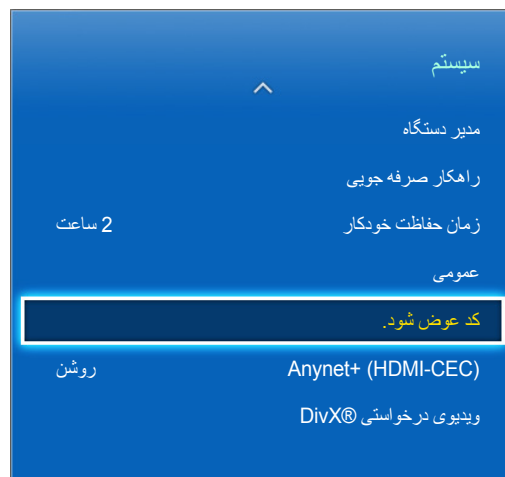 سیستم
مدیر دستگاه
راهکار صرفه جویی
زمان حفاظت خودکار 2 ساعت
عمومی
کد عوض شود.
Anynet+ (HDMI-CEC) روشن
ویدیوی درخواستی DivX®